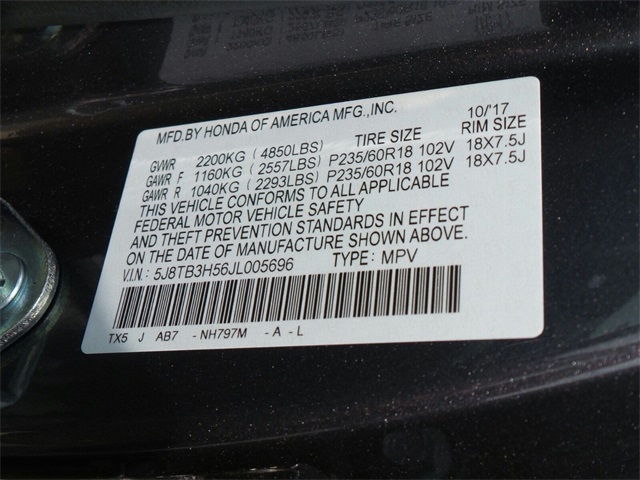 MFD.BY HONDA OF AMERICA MFG.,INC. 10/'17
GVWR 2200KG (4850LBS) TIRE SIZE RIM SIZE
GAWR F 1160KG (2557LBS) P235/60R18 102V 18X7.5J
GAWR R 1040KG (2293LBS) P235/60R18 102V 18X7.5J
THIS VEHICLE CONFORMS TO ALL APPLICABLE
FEDERAL MOTOR VEHICLE SAFETY
AND THEFT PREVENTION STANDARDS IN EFFECT
ON THE DATE OF MANUFACTURE SHOWN ABOVE.
V.I.N.: 5J8TB3H56JL005696 TYPE: MPV
TX5 J AB7 - NH797M - A - L